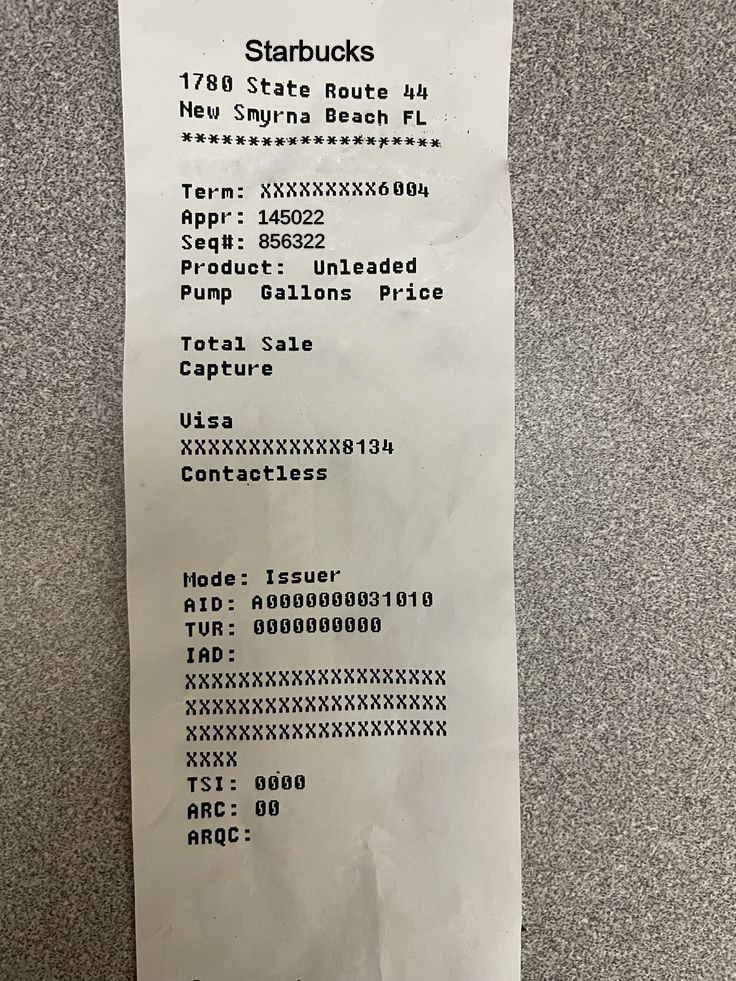 Starbucks
1780 State Route 44
New Smyrna Beach FL
********************
Term: XXXXXXXXX6004
Appr: 145022
Seq#: 856322
Product: Unleaded
Pump Gallons Price
Total Sale
Capture
Visa
XXXXXXXXXXXX8134
Contactless
Mode: Issuer
AID: A0000000031010
TVR: 0000000000
IAD:
XXXXXXXXXXXXXXXXXXXX
XXXXXXXXXXXXXXXXXXXX
XXXXXXXXXXXXXXXXXXXX
XXXX
TSI: 0000
ARC: 00
ARQC: